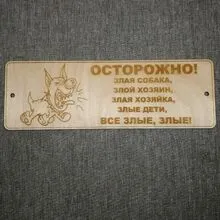 ОСТОРОЖНО!
ЗЛАЯ СОБАКА,
ЗЛОЙ ХОЗЯИН,
ЗЛАЯ ХОЗЯЙКА,
ЗЛЫЕ ДЕТИ,
ВСЕ ЗЛЫЕ, ЗЛЫЕ!